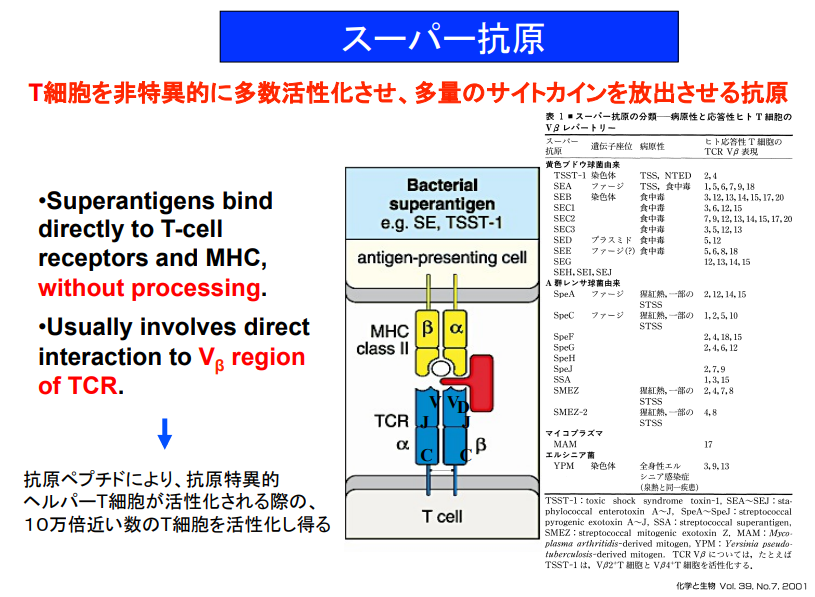 スーパー抗原
T細胞を非特異的に多数活性化させ、多量のサイトカインを放出させる抗原
•Superantigens bind
directly to T-cell
receptors and MHC,
without processing.
•Usually involves direct
interaction to Vβ region
of TCR.
抗原ペプチドにより、抗原特異的
ヘルパーT細胞が活性化される際の、
１０万倍近い数のT細胞を活性化し得る
Bacterial
superantigen
e.g. SE, TSST-1
antigen-presenting cell
MHC
class II
β α
V V
D
J J
TCR
α β
C C
T cell
表 1 ■ スーパー抗原の分類——病原性と応答性ヒト T 細胞の
Vβ レパートリー
スーパー 抗原 遺伝子座位 病原性 ヒト応答性 T 細胞の TCR Vβ 表現
黄色ブドウ球菌由来
TSST-1 染色体 TSS, NTED 2, 4
SEA ファージ TSS, 食中毒 1, 5, 6, 7, 9, 18
SEB 染色体 食中毒 3, 12, 13, 14, 15, 17, 20
SEC1 食中毒 3, 6, 12, 15
SEC2 食中毒 7, 9, 12, 13, 14, 15, 17, 20
SEC3 食中毒 3, 5, 12, 13
SED プラスミド 食中毒 5, 12
SEE ファージ(?) 食中毒 5, 6, 8, 18
SEG 12, 13, 14, 15
SEH, SEI, SEJ
A 群レンサ球菌由来
SpeA ファージ 猩紅熱, 一部の 2, 12, 14, 15
STSS
SpeC ファージ 猩紅熱, 一部の 1, 2, 5, 10
STSS
SpeF 2, 4, 18, 15
SpeG 2, 4, 6, 12
SpeH
SpeJ 2, 7, 9
SSA 1, 3, 15
SMEZ 猩紅熱, 一部の 2, 4, 7, 8
STSS
SMEZ-2 猩紅熱, 一部の 4, 8
STSS
マイコプラズマ
MAM 17
エルシニア菌
YPM 染色体 全身性エル 3, 9, 13
シニア感染症
(泉熱と同一疾患)
TSST-1 : toxic shock syndrome toxin-1, SEA〜SEJ : sta-
phylococcal enterotoxin A〜J, SpeA〜SpeJ : streptococcal
pyrogenic exotoxin A〜J, SSA : streptococcal superantigen,
SMEZ : streptococcal mitogenic exotoxin Z, MAM : Myco-
plasma arthritidis-derived mitogen, YPM : Yersinia pseudo-
tuberculosis-derived mitogen. TCR Vβ については，たとえば
TSST-1 は，Vβ2⁺T 細胞と Vβ4⁺T 細胞を活性化する．
化学と生物 Vol. 39, No.7, 2001